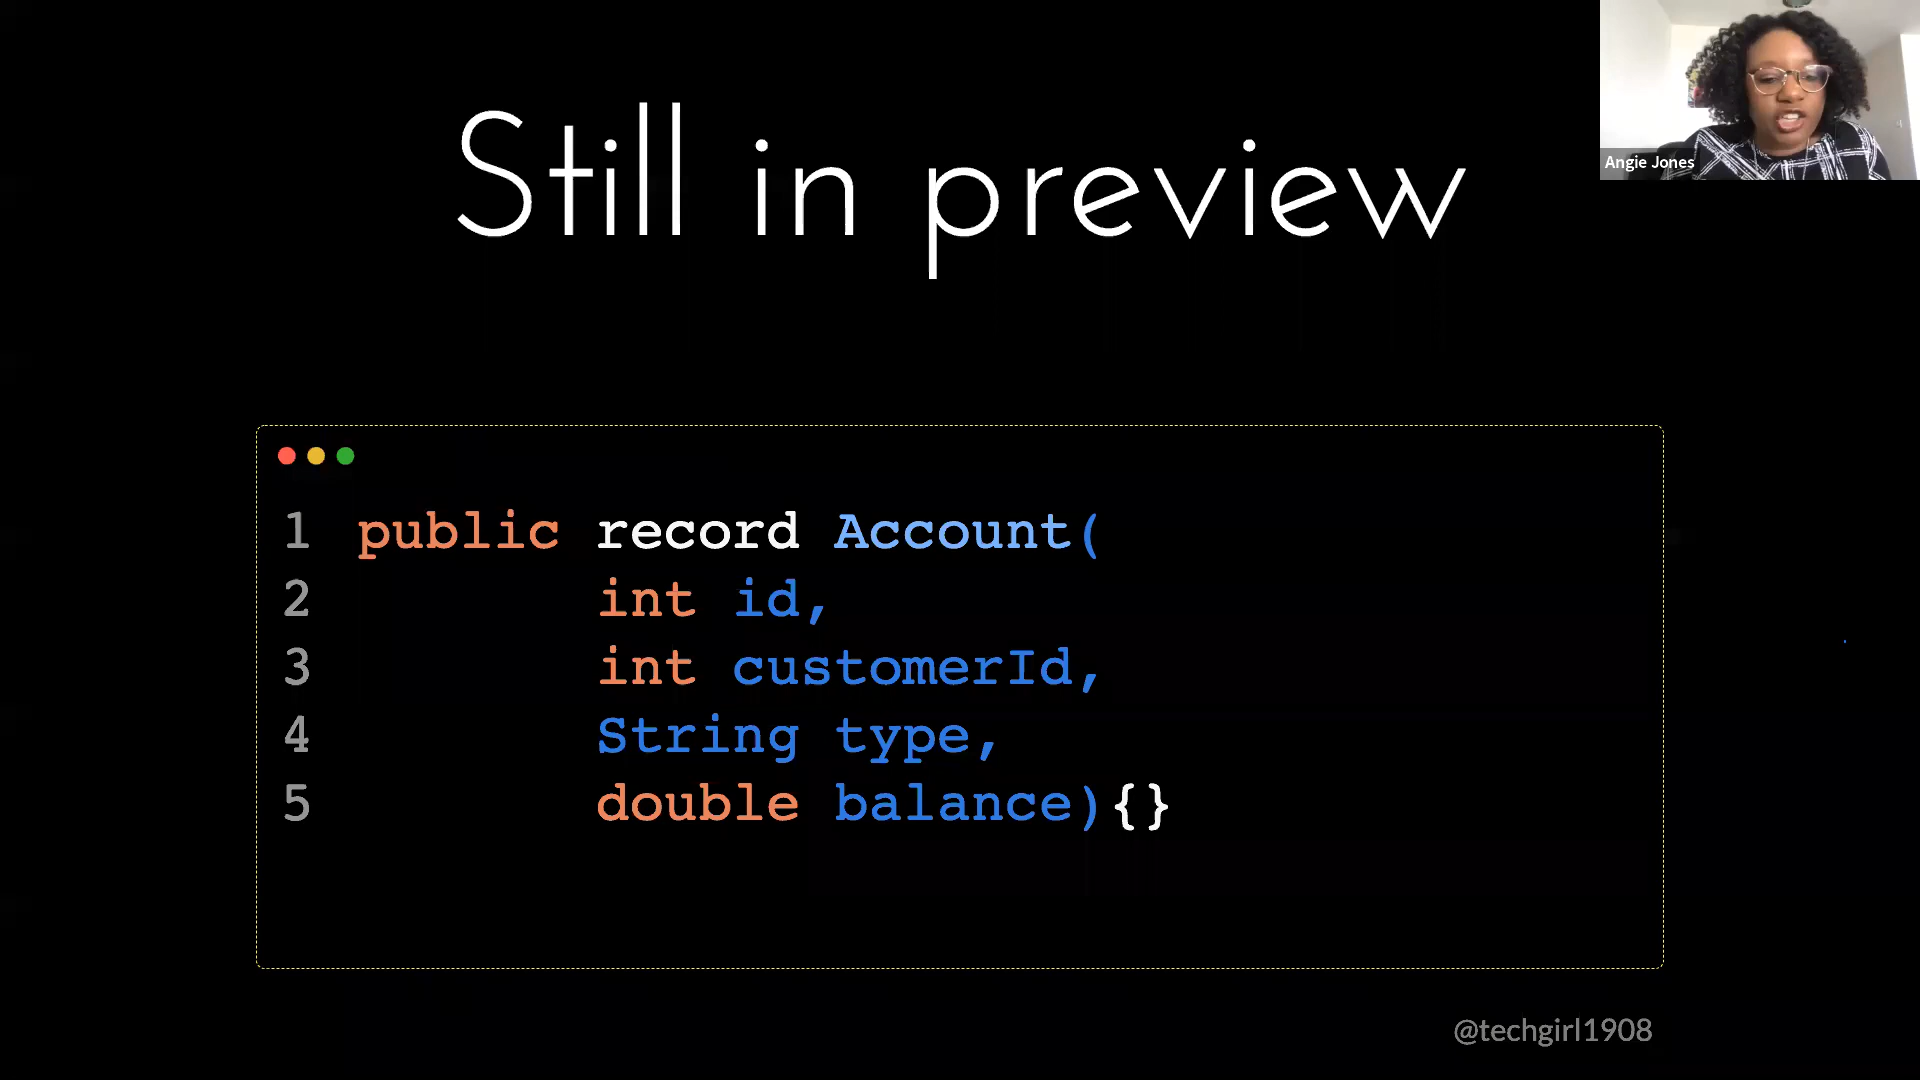 Still in preview
Angie Jones
1 public record Account(
2 int id,
3 int customerId,
4 String type,
5 double balance){}
@techgirl1908